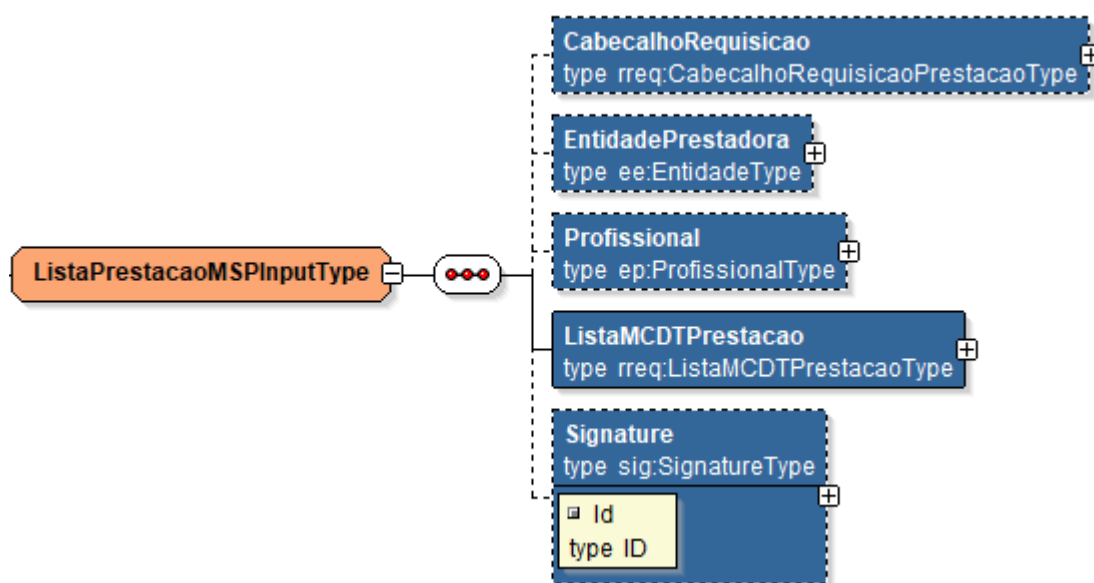 CabecalhoRequisicao
type rreq:CabecalhoRequisicaoPrestacaoType
EntidadePrestadora
type ee:EntidadeType
Profissional
type ep:ProfissionalType
ListaPrestacaoMSPInputType
ListaMCDTPrestacao
type rreq:ListaMCDTPrestacaoType
Signature
type sig:SignatureType
Id
type ID